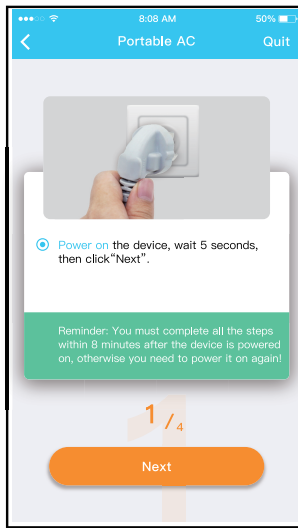 8:08 AM
50%
Portable AC
Quit
Power on the device, wait 5 seconds,
then click“Next”.
Reminder: You must complete all the steps
within 8 minutes after the device is powered
on, otherwise you need to power it on again!
1 / 4
Next